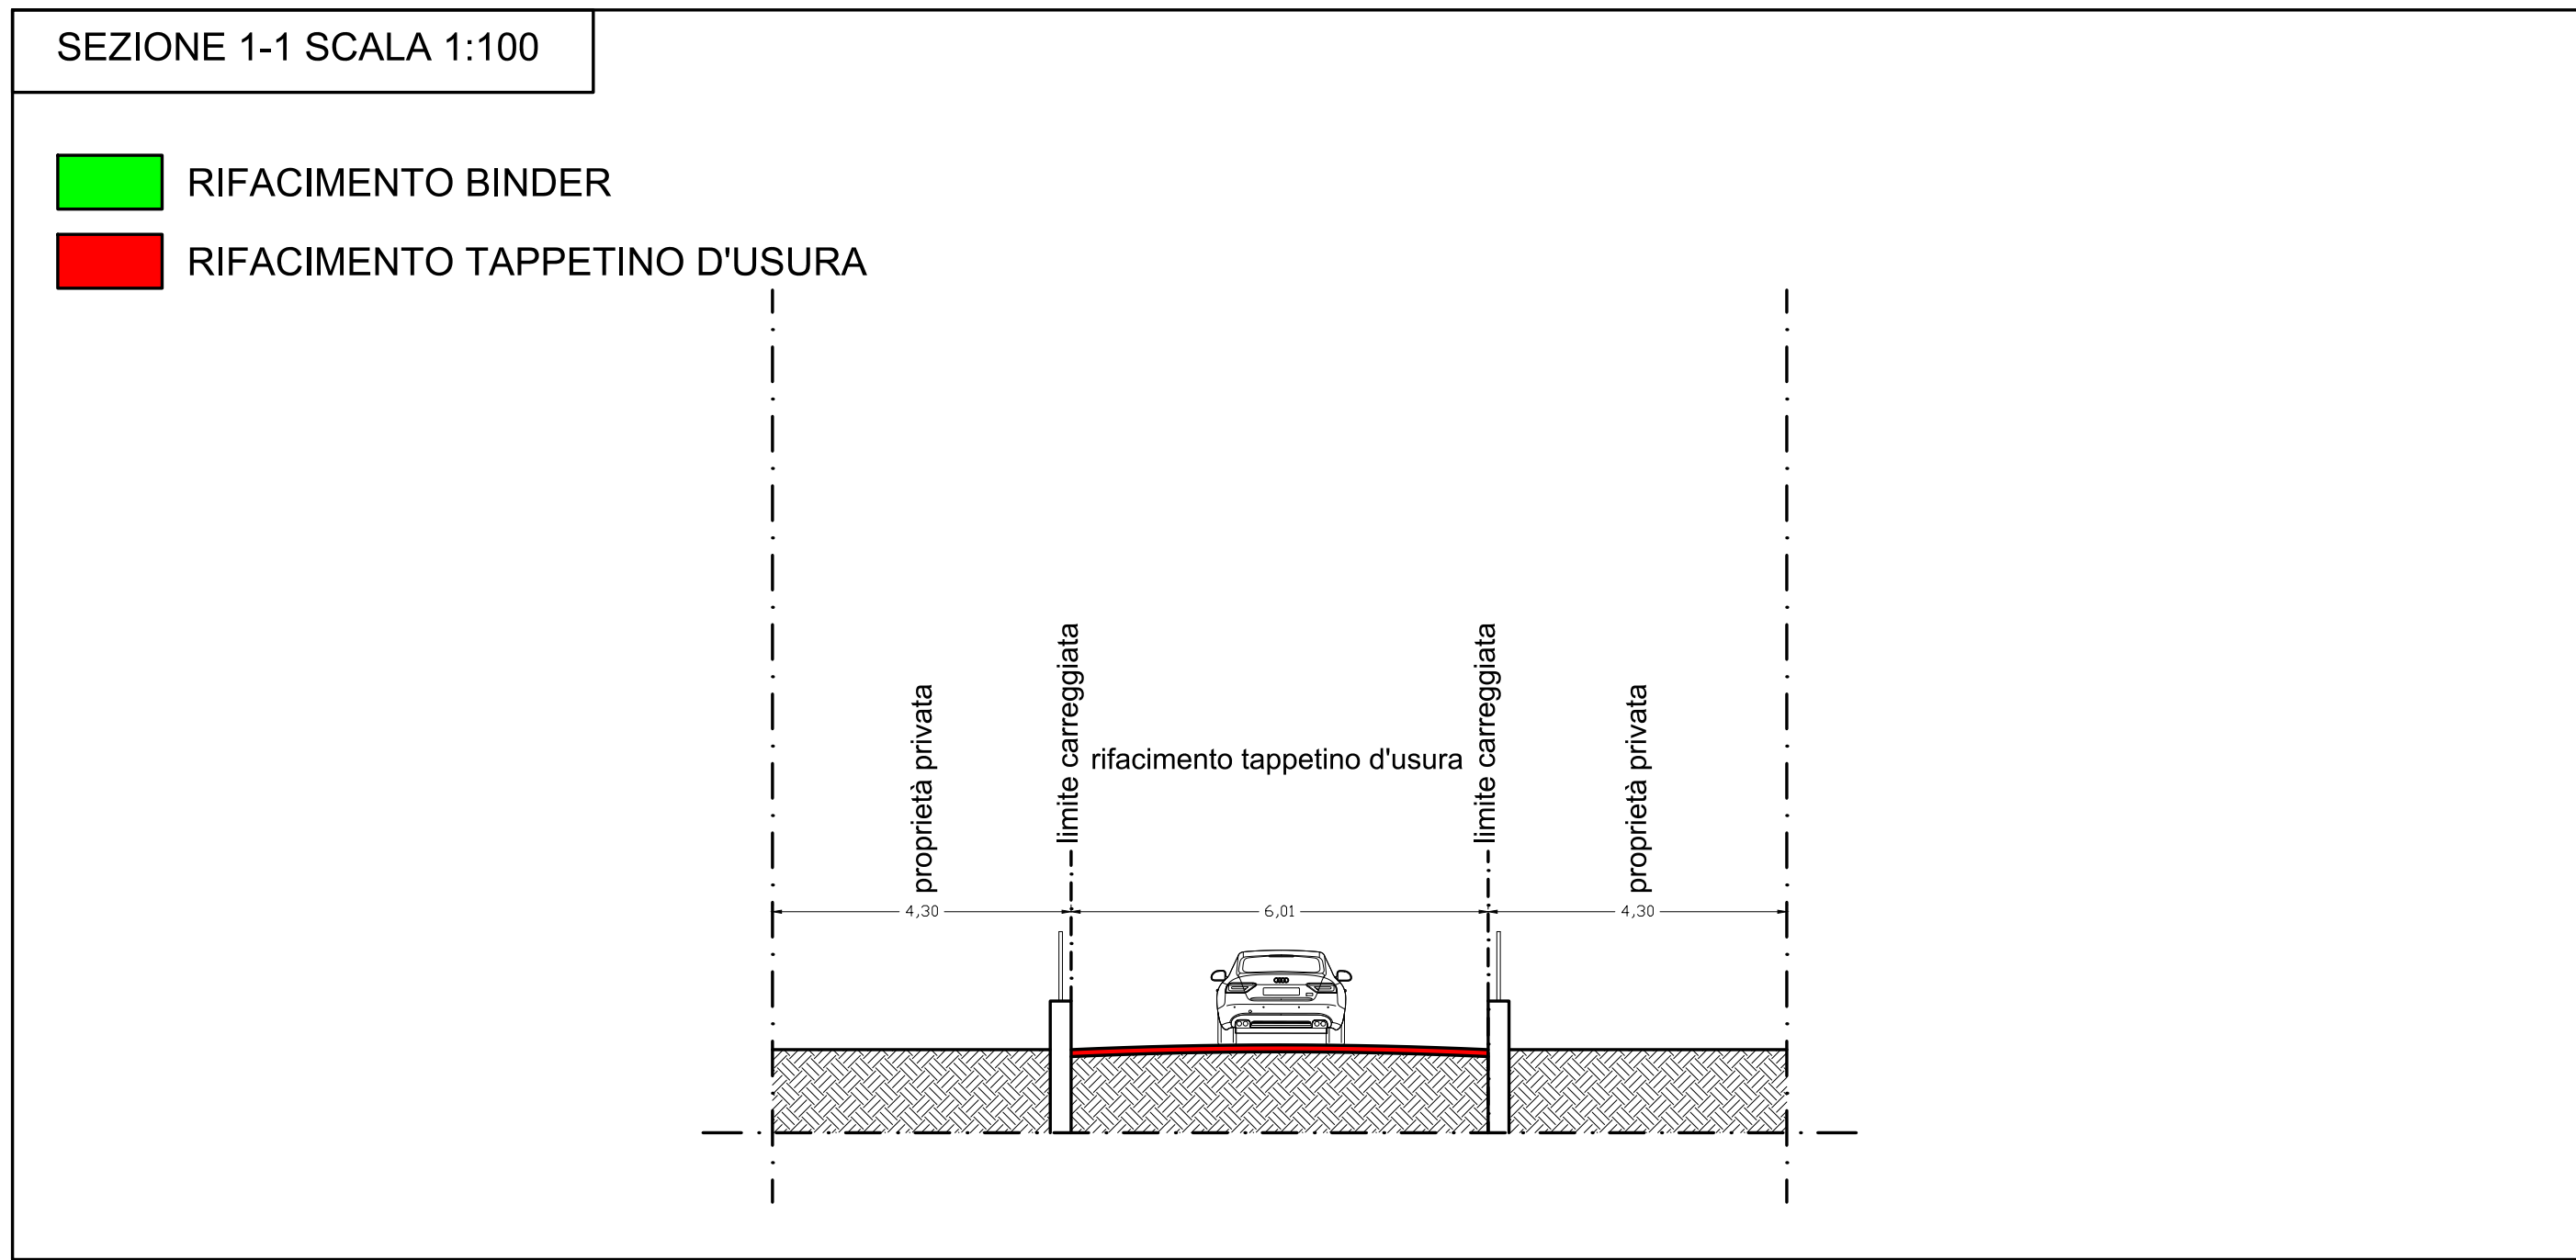 SEZIONE 1-1 SCALA 1:100
RIFACIMENTO BINDER
RIFACIMENTO TAPPETINO D'USURA
proprietà privata
limite carreggiata
rifacimento tappetino d'usura
limite carreggiata
proprietà privata
4,30
6,01
4,30